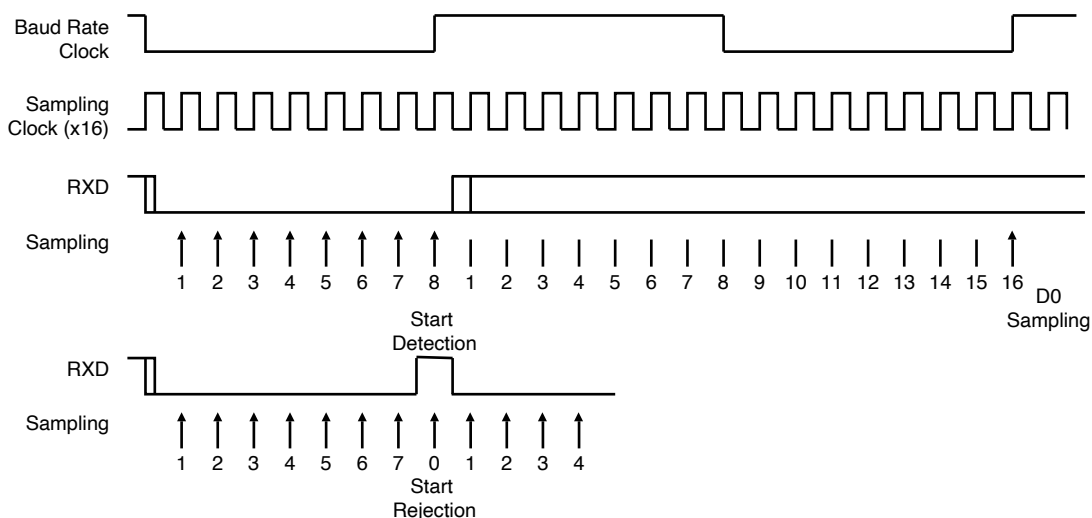 Baud Rate
Clock
Sampling
Clock (x16)
RXD
Sampling
1 2 3 4 5 6 7 8 1 2 3 4 5 6 7 8 9 10 11 12 13 14 15 16
D0
Sampling
Start
Detection
RXD
Sampling
1 2 3 4 5 6 7 0 1 2 3 4
Start
Rejection